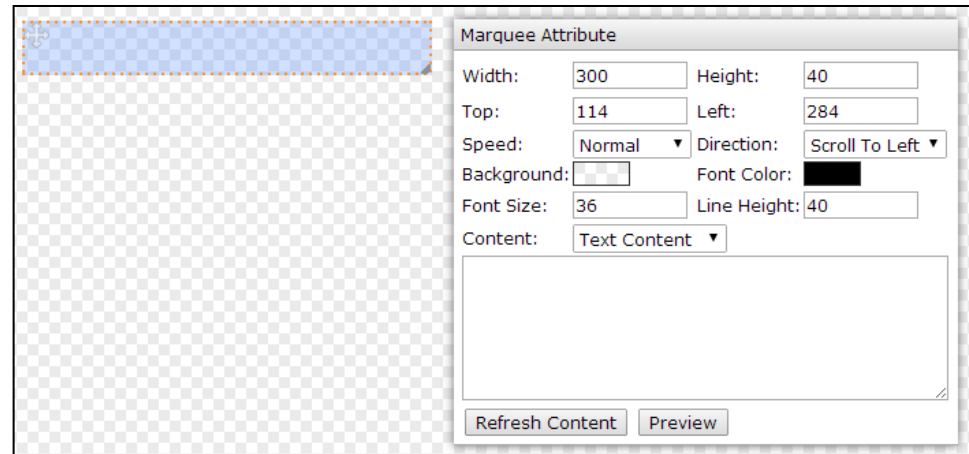 Marquee Attribute
Width: 300 Height: 40
Top: 114 Left: 284
Speed: Normal Direction: Scroll To Left
Background: Font Color:
Font Size: 36 Line Height: 40
Content: Text Content
Refresh Content Preview